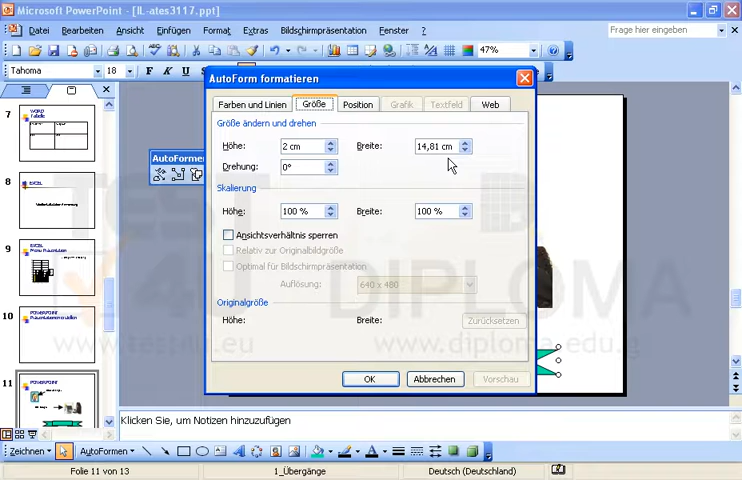 Microsoft PowerPoint - [IL-ates3117.ppt]
Datei Bearbeiten Ansicht Einfügen Format Extras Bildschirmpräsentation Fenster ?
Frage hier eingeben
47%
Tahoma 18 F K U
AutoForm formatieren
Farben und Linien Größe Position Grafik Textfeld Web
Größe ändern und drehen
Höhe: 2 cm Breite: 14,81 cm
Drehung: 0°
Skalierung
Höhe: 100 % Breite: 100 %
Ansichtsverhältnis sperren
Relativ zur Originalbildgröße
Optimal für Bildschirmpräsentation
Auflösung: 640 x 480
Originalgröße
Höhe: Breite: Zurücksetzen
OK Abbrechen Vorschau
AutoFormen
7
WORD
Tabelle
8
EXCEL
9
EXCEL
10
POWERPOINT
11
POWERPOINT
TEST4U DIPLOMA
www.test4u.eu www.diploma.edu.g
Klicken Sie, um Notizen hinzuzufügen
Zeichnen AutoFormen
Folie 11 von 13 1_Übergänge Deutsch (Deutschland)